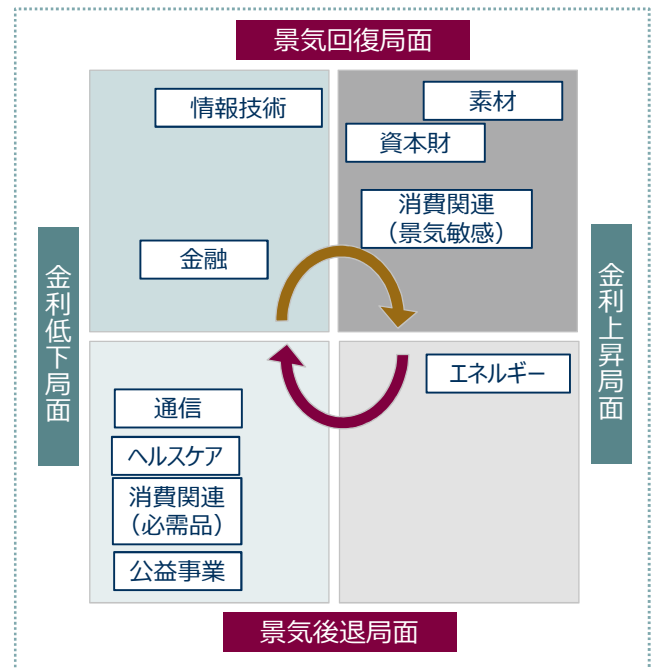 景気回復局面
情報技術
素材
資本財
消費関連
（景気敏感）
金融
金利低下局面
金利上昇局面
エネルギー
通信
ヘルスケア
消費関連
（必需品）
公益事業
景気後退局面